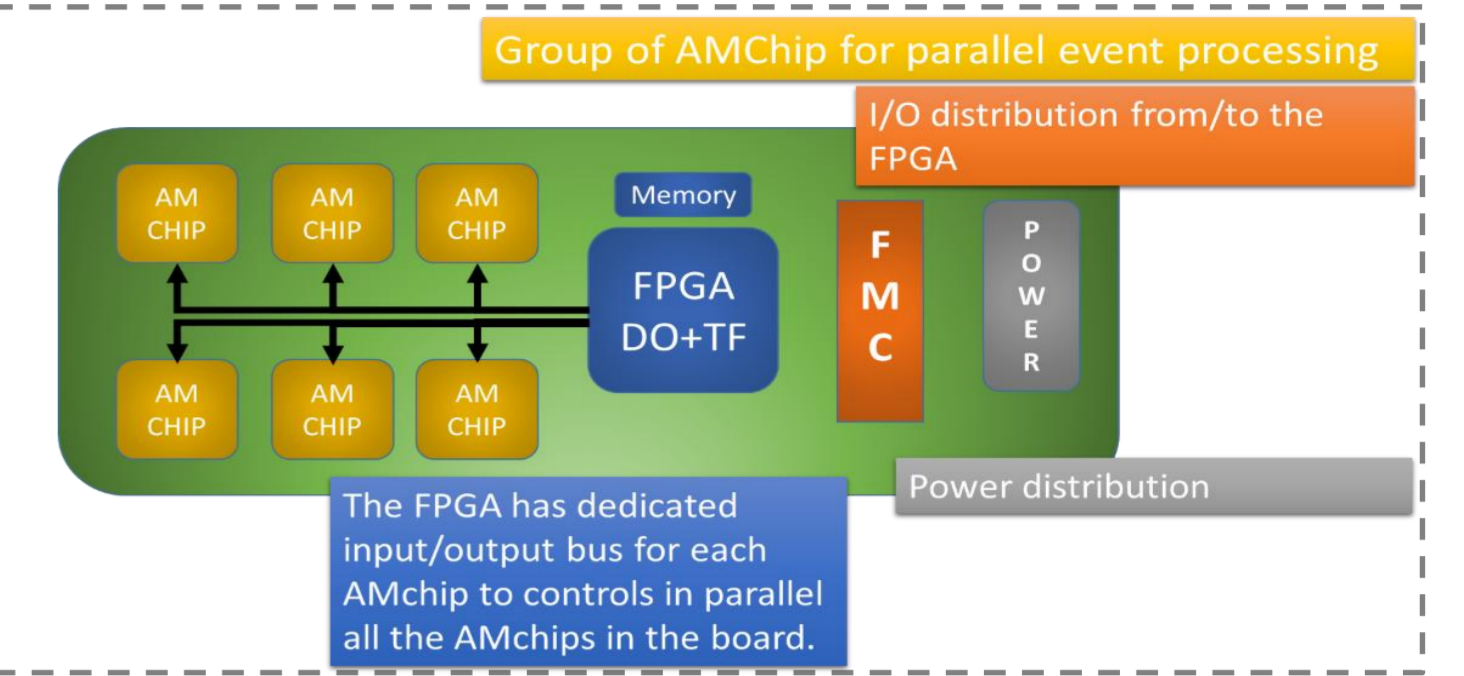 Group of AMChip for parallel event processing
I/O distribution from/to the
FPGA
AM
CHIP
AM
CHIP
AM
CHIP
Memory
FPGA
DO+TF
F
M
C
P
O
W
E
R
AM
CHIP
AM
CHIP
AM
CHIP
Power distribution
The FPGA has dedicated
input/output bus for each
AMchip to controls in parallel
all the AMchips in the board.